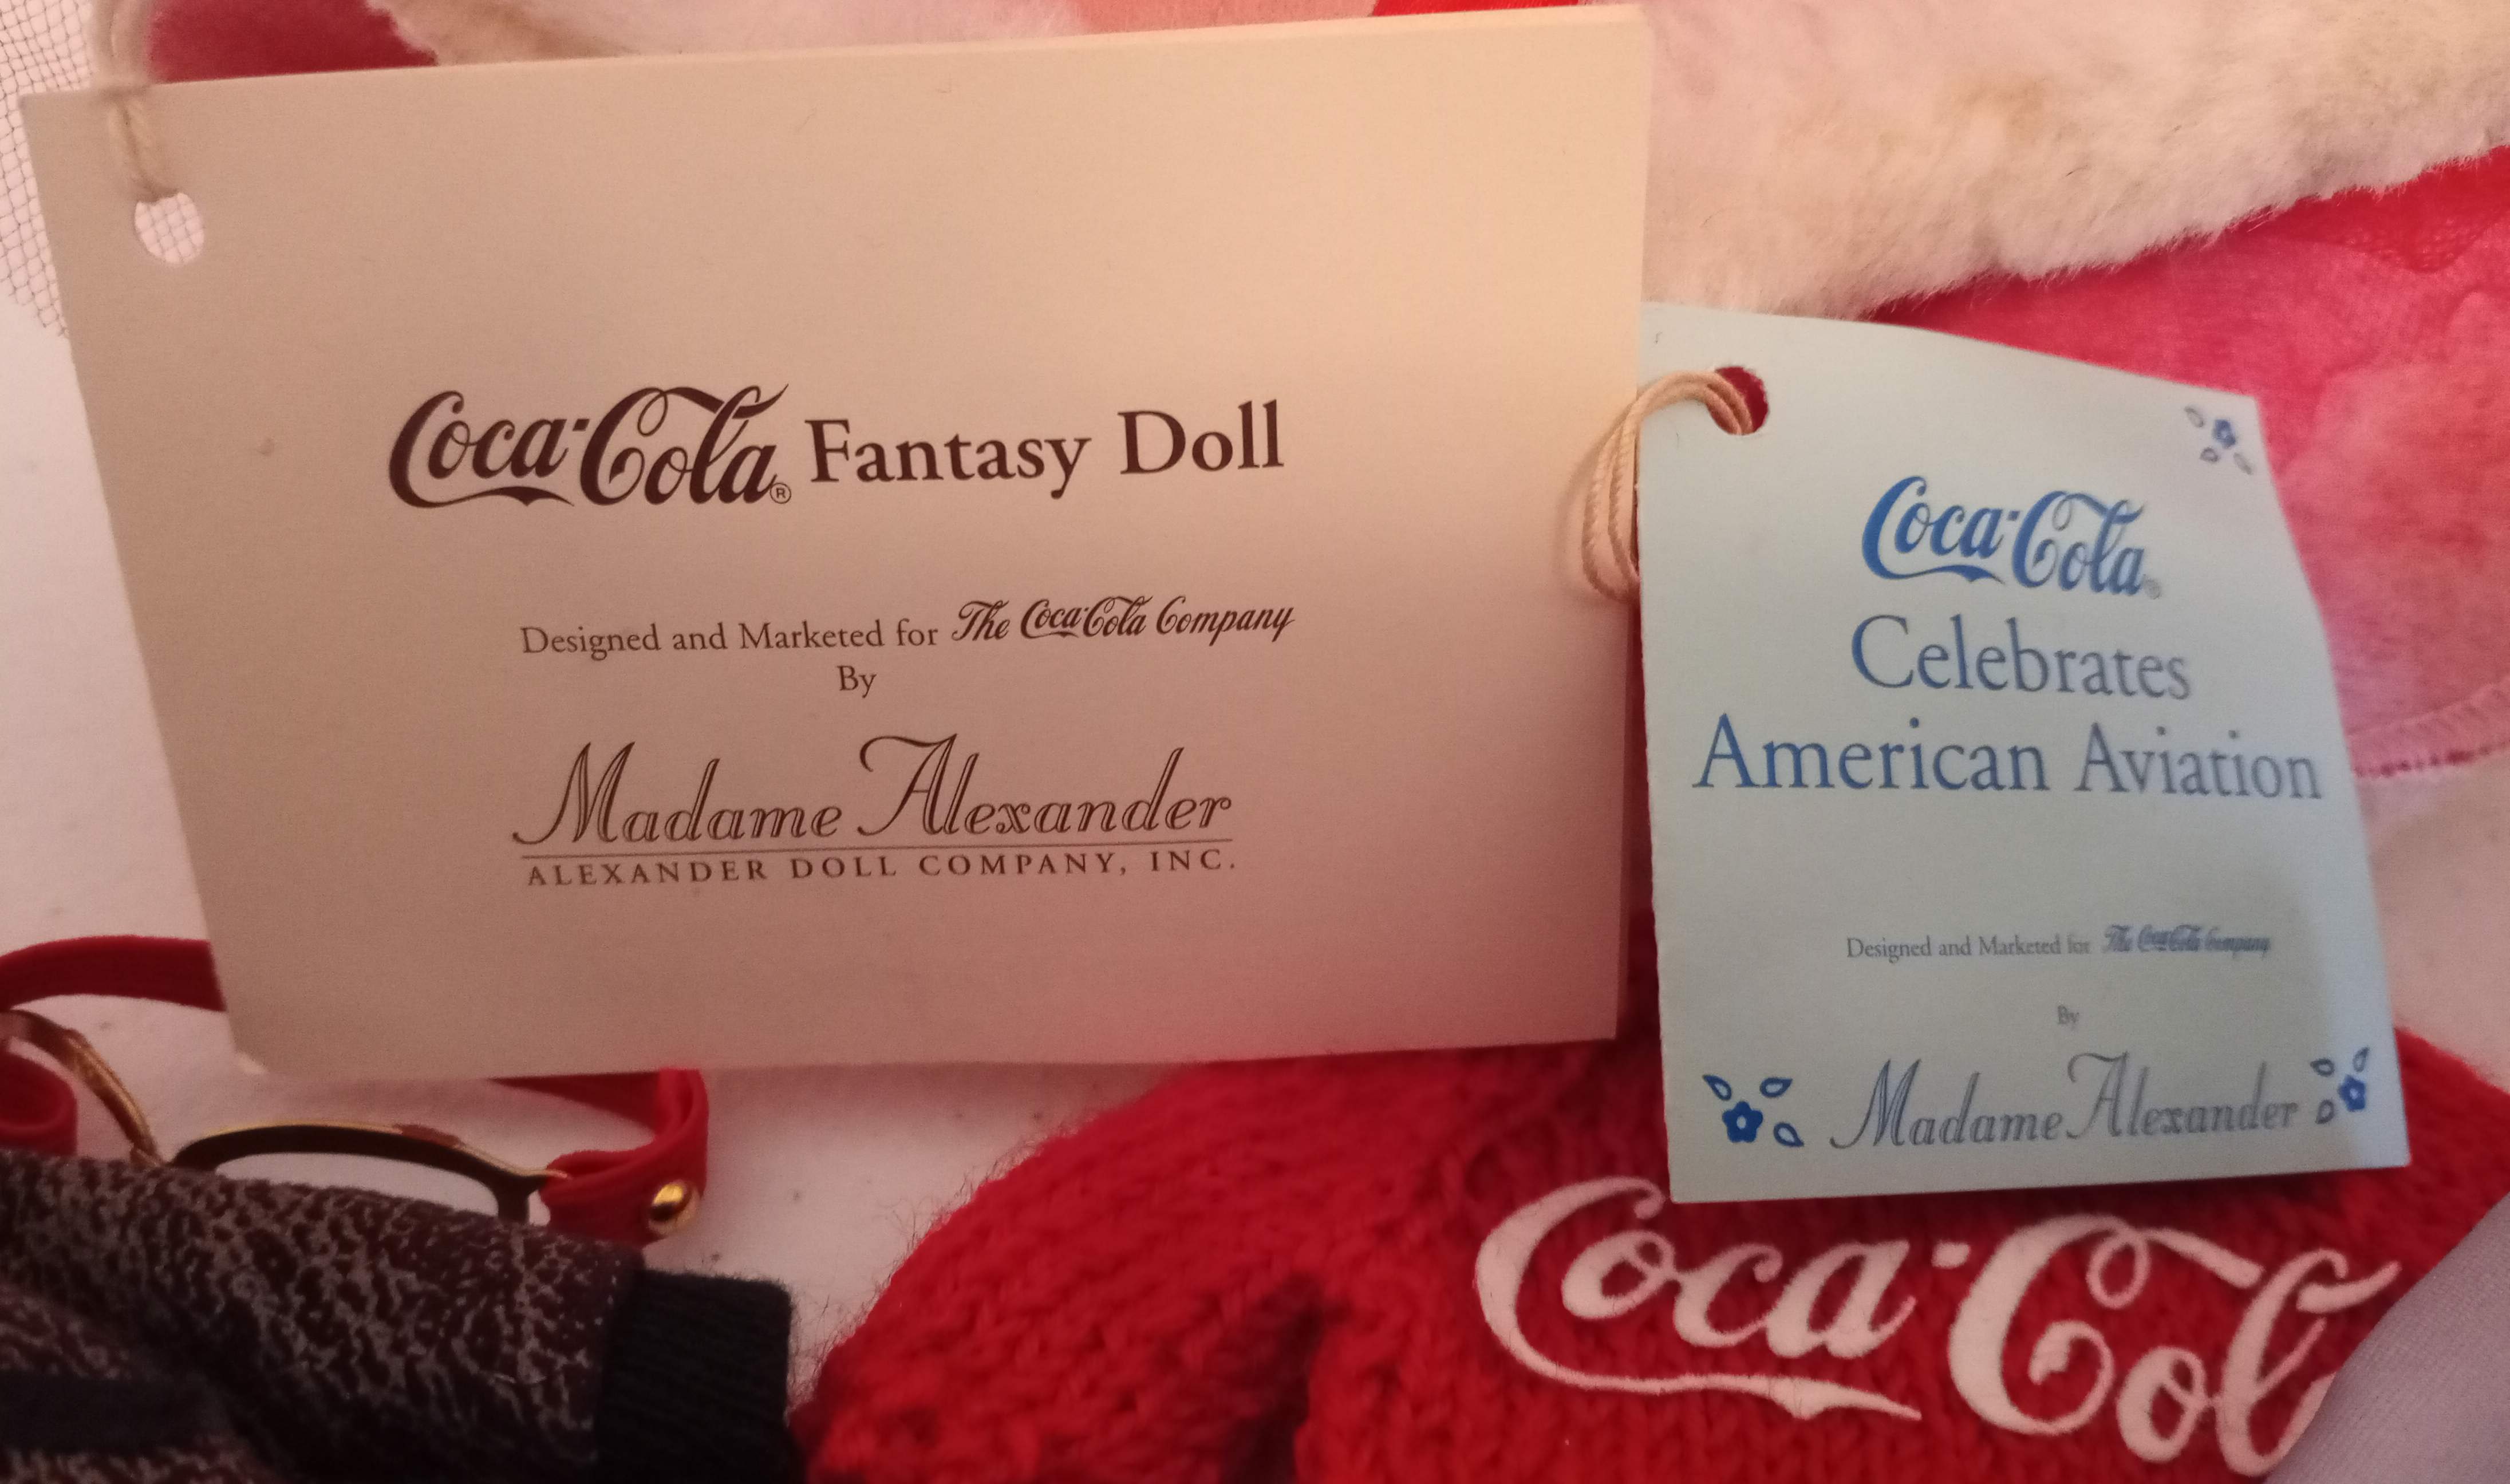 Coca-Cola® Fantasy Doll
Designed and Marketed for The Coca-Cola Company
By
Madame Alexander
ALEXANDER DOLL COMPANY, INC.
Coca-Cola®
Celebrates
American Aviation
Designed and Marketed for The Coca-Cola Company
By
Madame Alexander
Coca-Col